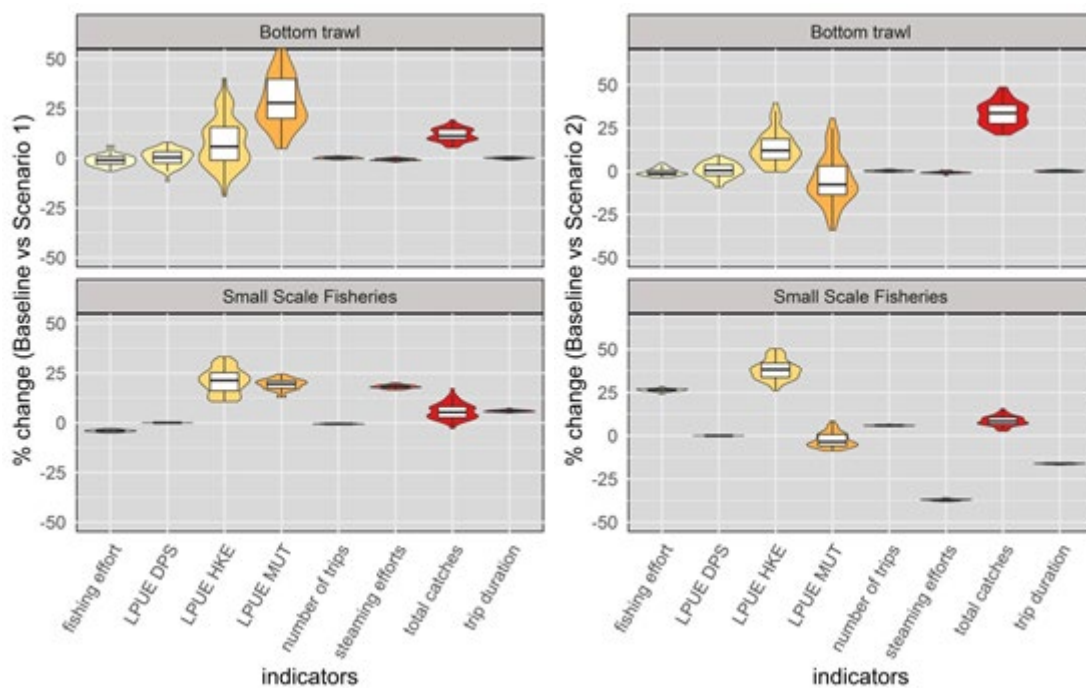 Bottom trawl
50
25
0
-25
-50
Small Scale Fisheries
50
25
0
-25
-50
% change (Baseline vs Scenario 1)
fishing effort
LPUE DPS
LPUE HKE
LPUE MUT
number of trips
steaming efforts
total catches
trip duration
indicators
Bottom trawl
50
25
0
-25
-50
Small Scale Fisheries
50
25
0
-25
-50
% change (Baseline vs Scenario 2)
fishing effort
LPUE DPS
LPUE HKE
LPUE MUT
number of trips
steaming efforts
total catches
trip duration
indicators